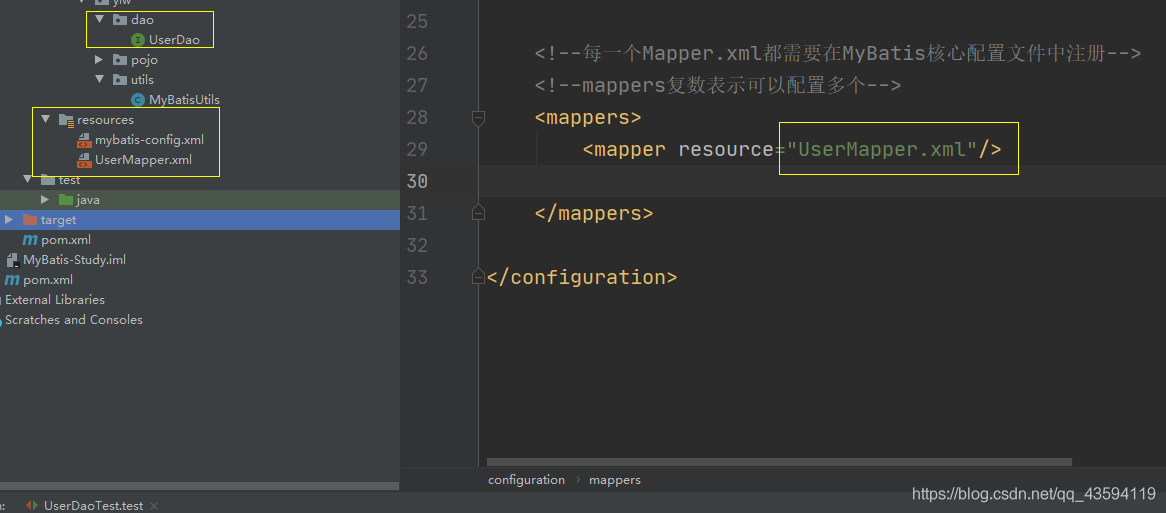 yiw
dao
UserDao
pojo
utils
MyBatisUtils
resources
mybatis-config.xml
UserMapper.xml
test
java
target
pom.xml
MyBatis-Study.iml
pom.xml
External Libraries
Scratches and Consoles
25
26 <!--每一个Mapper.xml都需要在MyBatis核心配置文件中注册-->
27 <!--mappers复数表示可以配置多个-->
28 <mappers>
29 <mapper resource="UserMapper.xml"/>
30
31 </mappers>
32
33 </configuration>
configuration › mappers
UserDaoTest.test ×
https://blog.csdn.net/qq_43594119